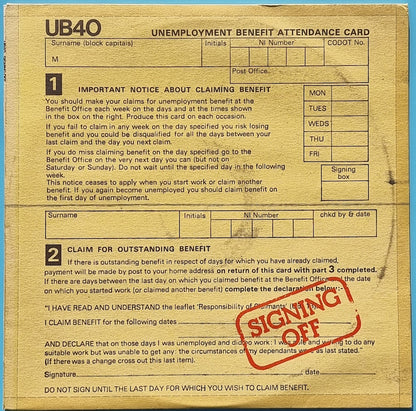 UB40 UNEMPLOYMENT BENEFIT ATTENDANCE CARD
Surname (block capitals) Initials NI Number CODOT No.
M
Post Office.
1 IMPORTANT NOTICE ABOUT CLAIMING BENEFIT
You should make your claims for unemployment benefit at the
Benefit Office each week on the days and at the times shown
in the box on the right. Produce this card on each occasion.
If you fail to claim in any week on the day specified you risk losing
benefit and you could be disqualified for all the days between your
last claim and the day you next claim.
If you do miss claiming benefit on the day specified go to the
Benefit Office on the very next day you can (but not on
Saturday or Sunday). Do not wait until the specified day in the
following week.
This notice ceases to apply when you start work or claim another
benefit. If you again become unemployed you should claim benefit on
the first day of unemployment.
MON
TUES
WEDS
THUR
FRI
Signing
box
Surname Initials NI Number chkd by & date
2 CLAIM FOR OUTSTANDING BENEFIT
If there is outstanding benefit in respect of days for which you have already claimed,
payment will be made by post to your home address on return of this card with part 3 completed.
If there are days between the last day on which you claimed at the Benefit Office and the date
on which you started work (or claimed another benefit) complete the declaration below:-
"I HAVE READ AND UNDERSTAND the leaflet 'Responsibility of Claimants'
I CLAIM BENEFIT for the following dates
AND DECLARE that on those days I was unemployed and did no work: I was able and willing to do any
suitable work but was unable to get any: the circumstances of my dependants were as last stated."
(If there was a change cross out this last item).
Signature date
DO NOT SIGN UNTIL THE LAST DAY FOR WHICH YOU WISH TO CLAIM BENEFIT.
SIGNING
OFF